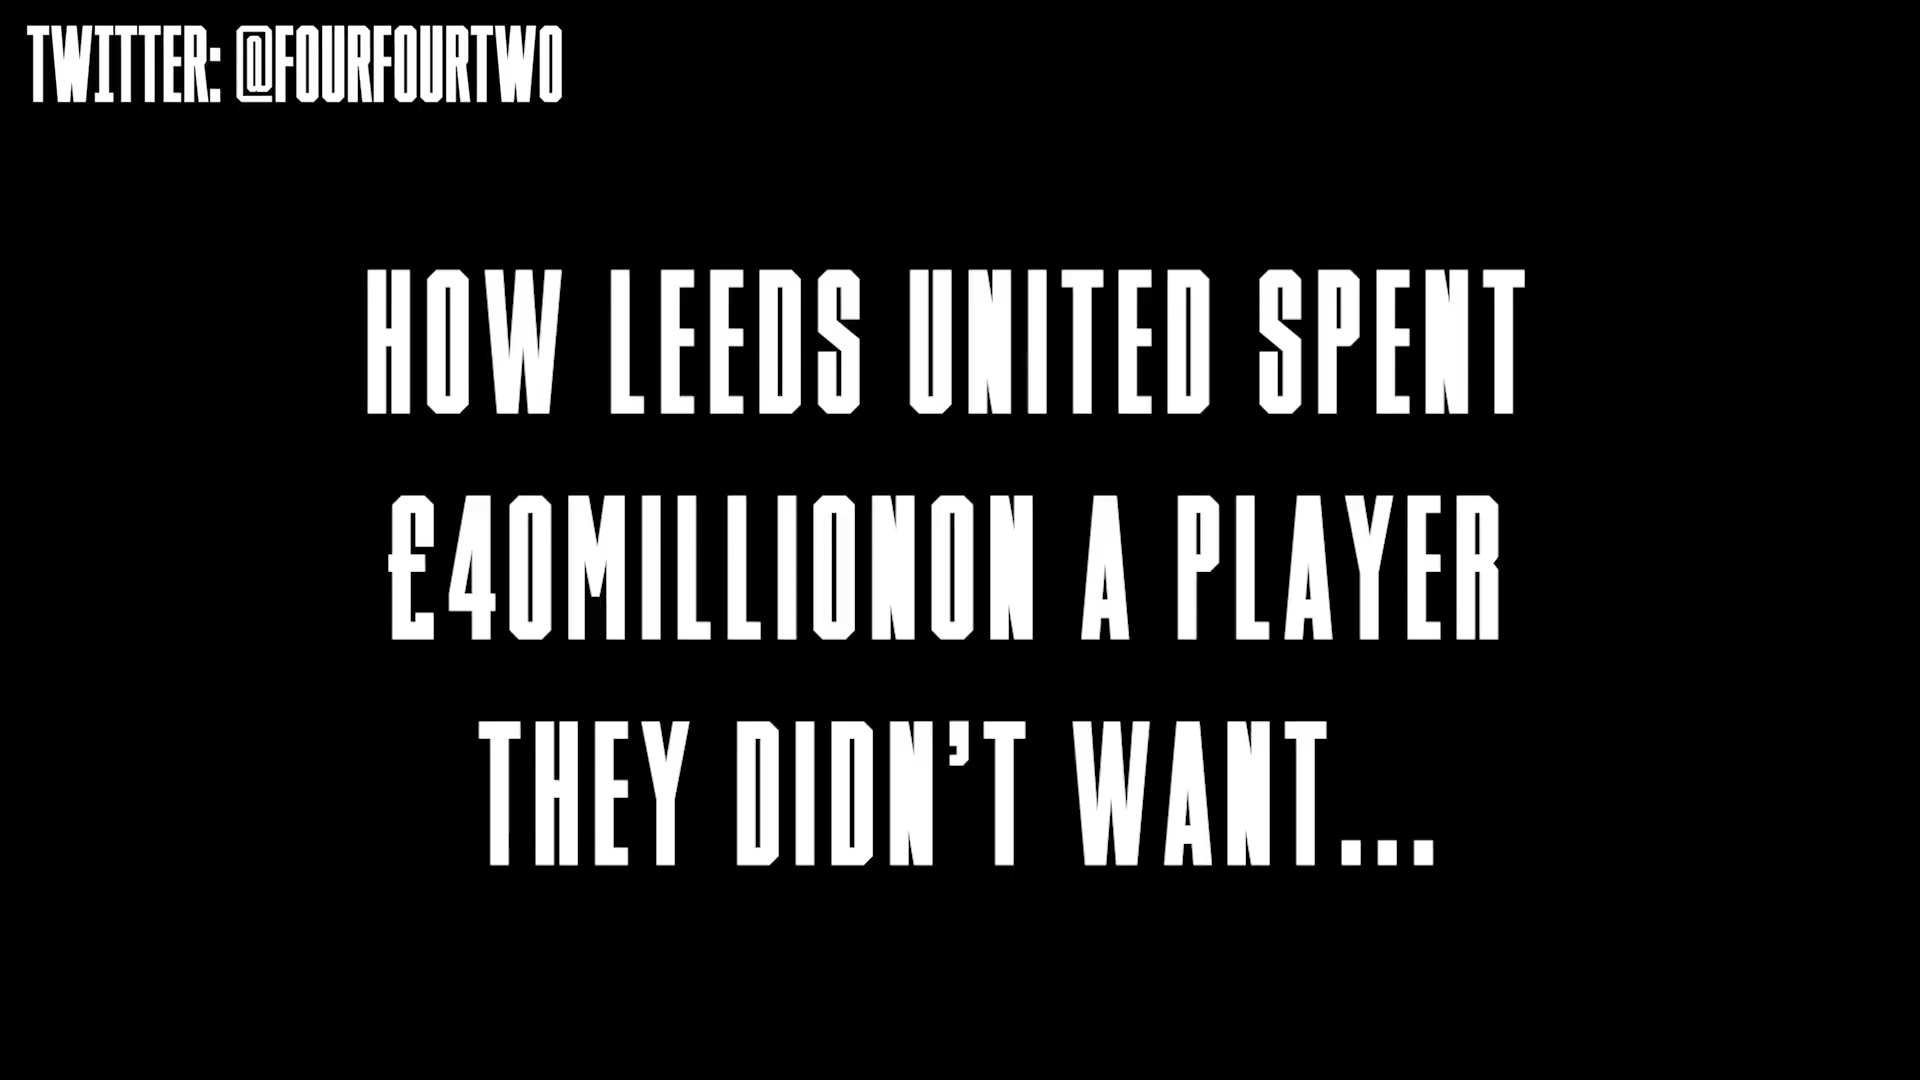 TWITTER: @FOURFOURTWO
HOW LEEDS UNITED SPENT
£40MILLIONON A PLAYER
THEY DIDN'T WANT...